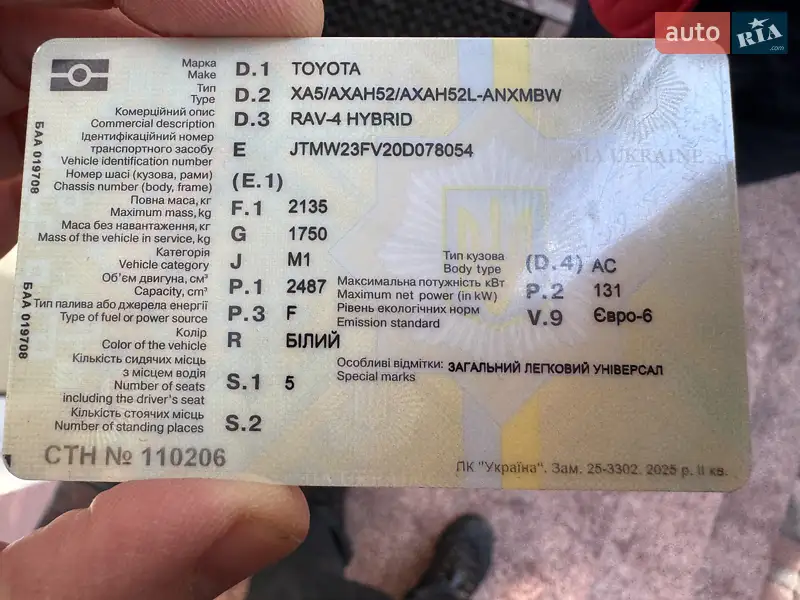 auto RIA .com
Марка D.1 TOYOTA
Make
Тип D.2 XA5/AXAH52/AXAH52L-ANXMBW
Type
Комерційний опис D.3 RAV-4 HYBRID
Commercial description
Ідентифікаційний номер
транспортного засобу E JTMW23FV20D078054
Vehicle identification number
Номер шасі (кузова, рами) (E.1)
Chassis number (body, frame)
Повна маса, кг F.1 2135
Maximum mass, kg
Маса без навантаження, кг G 1750
Mass of the vehicle in service, kg
Категорія J M1 Тип кузова (D.4) AC
Vehicle category Body type
Об'єм двигуна, см³ P.1 2487 Максимальна потужність кВт P.2 131
Capacity, cm³ Maximum net power (in kW)
Тип палива або джерела енергії P.3 F Рівень екологічних норм V.9 Євро-6
Type of fuel or power source Emission standard
Колір R БІЛИЙ
Color of the vehicle
Кількість сидячих місць Особливі відмітки: ЗАГАЛЬНИЙ ЛЕГКОВИЙ УНІВЕРСАЛ
з місцем водія S.1 5 Special marks
Number of seats
including the driver's seat
Кількість стоячих місць S.2
Number of standing places
СТН № 110206
ПК "Україна". Зам. 25-3302. 2025 р. II кв.
БАА 019708
БАА 019708
MIA UKRAINE